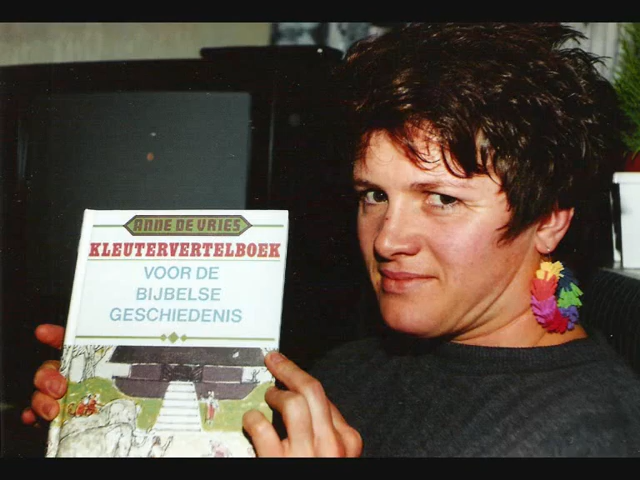 ANNE DE VRIES
KLEUTERVERTELBOEK
VOOR DE
BIJBELSE
GESCHIEDENIS